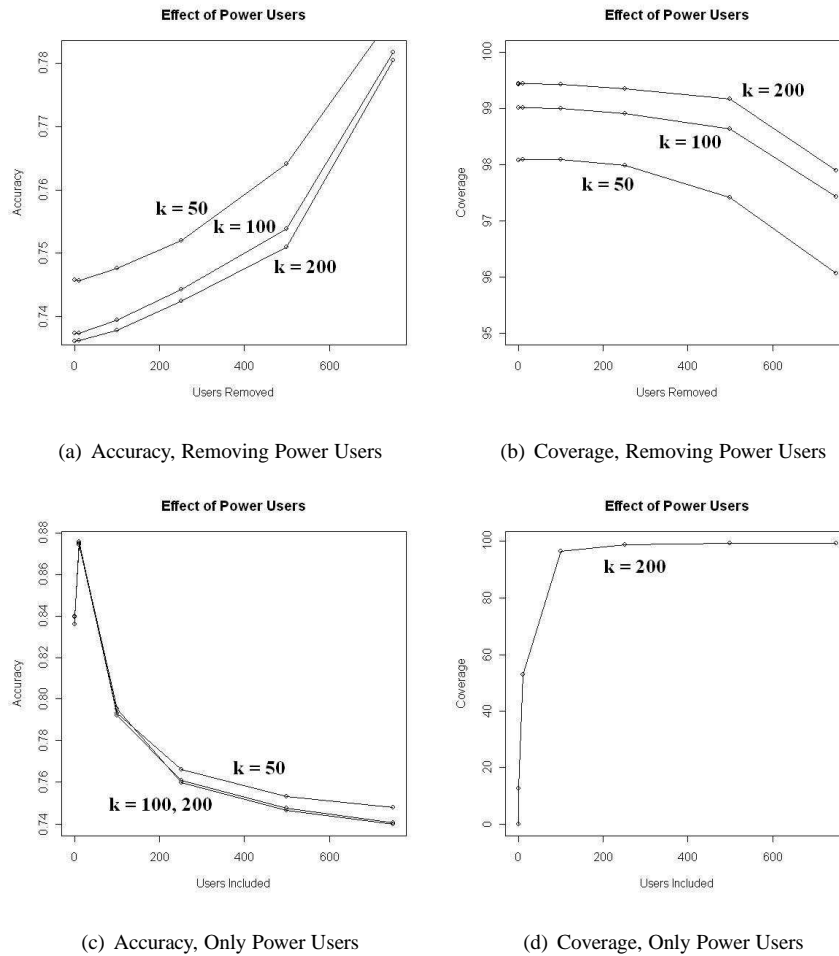 Effect of Power Users
Accuracy
0.78
0.77
0.76
0.75
0.74
k = 50
k = 100
k = 200
0 200 400 600
Users Removed
(a) Accuracy, Removing Power Users
Effect of Power Users
Coverage
100
99
98
97
96
95
k = 200
k = 100
k = 50
0 200 400 600
Users Removed
(b) Coverage, Removing Power Users
Effect of Power Users
Accuracy
0.88
0.86
0.84
0.82
0.80
0.78
0.76
0.74
k = 50
k = 100, 200
0 200 400 600
Users Included
(c) Accuracy, Only Power Users
Effect of Power Users
Coverage
100
80
60
40
20
0
k = 200
0 200 400 600
Users Included
(d) Coverage, Only Power Users